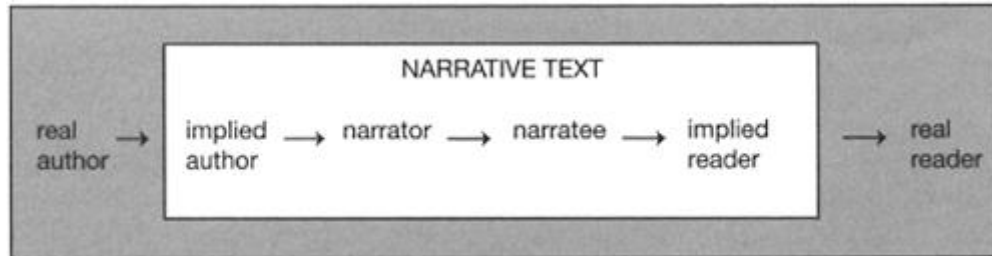 NARRATIVE TEXT
real author → implied author → narrator → narratee → implied reader → real reader